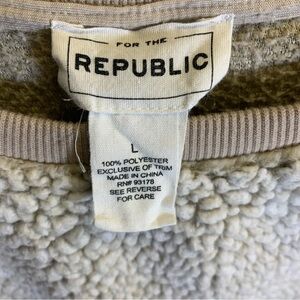 FOR THE
REPUBLIC
L
100% POLYESTER
EXCLUSIVE OF TRIM
MADE IN CHINA
RN# 93178
SEE REVERSE
FOR CARE